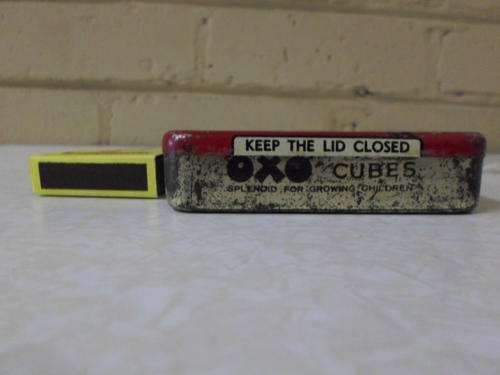 KEEP THE LID CLOSED
OXO CUBES
SPLENDID FOR GROWING CHILDREN